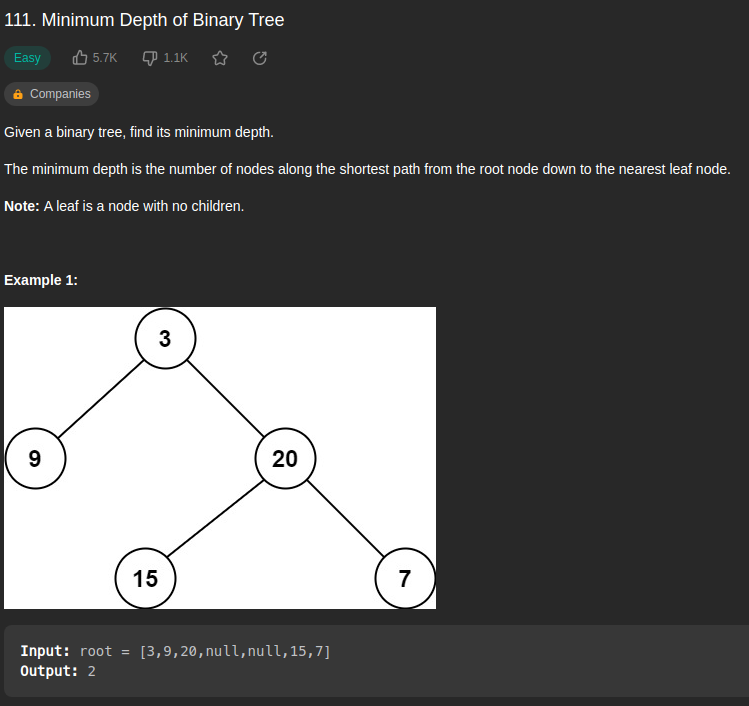 111. Minimum Depth of Binary Tree
Easy 5.7K 1.1K
Companies
Given a binary tree, find its minimum depth.
The minimum depth is the number of nodes along the shortest path from the root node down to the nearest leaf node.
Note: A leaf is a node with no children.
Example 1:
3
9 20
15 7
Input: root = [3,9,20,null,null,15,7]
Output: 2